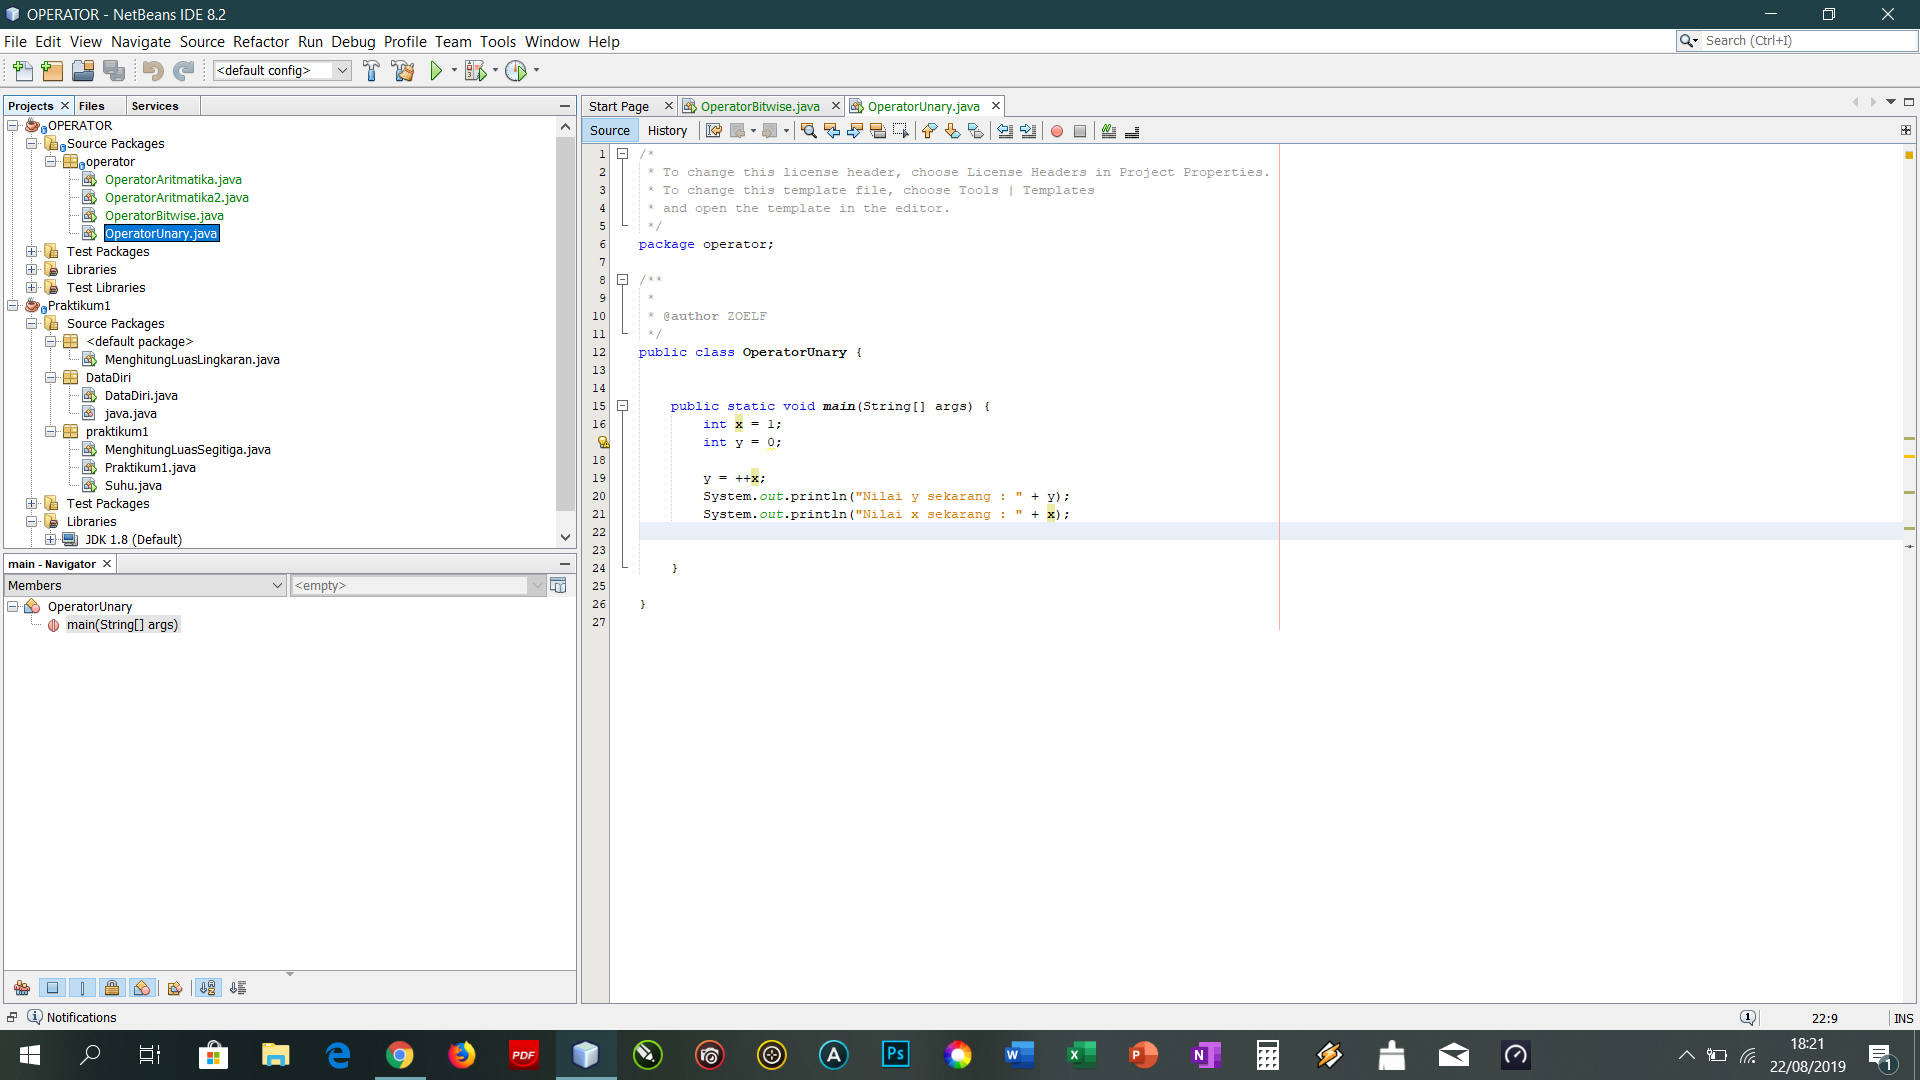 OPERATOR - NetBeans IDE 8.2
File Edit View Navigate Source Refactor Run Debug Profile Team Tools Window Help
Search (Ctrl+I)
<default config>
Projects Files Services
OPERATOR
Source Packages
operator
OperatorAritmatika.java
OperatorAritmatika2.java
OperatorBitwise.java
OperatorUnary.java
Test Packages
Libraries
Test Libraries
Praktikum1
Source Packages
<default package>
MenghitungLuasLingkaran.java
DataDiri
DataDiri.java
java.java
praktikum1
MenghitungLuasSegitiga.java
Praktikum1.java
Suhu.java
Test Packages
Libraries
JDK 1.8 (Default)
main - Navigator
Members
<empty>
OperatorUnary
main(String[] args)
Start Page OperatorBitwise.java OperatorUnary.java
Source History
1 /*
2 * To change this license header, choose License Headers in Project Properties.
3 * To change this template file, choose Tools | Templates
4 * and open the template in the editor.
5 */
6 package operator;
7
8 /**
9 *
10 * @author ZOELF
11 */
12 public class OperatorUnary {
13
14
15 public static void main(String[] args) {
16 int x = 1;
int y = 0;
18
19 y = ++x;
20 System.out.println("Nilai y sekarang : " + y);
21 System.out.println("Nilai x sekarang : " + x);
22
23
24 }
25
26 }
27
Notifications
22:9 INS
PDF
Ps
18:21
22/08/2019
1